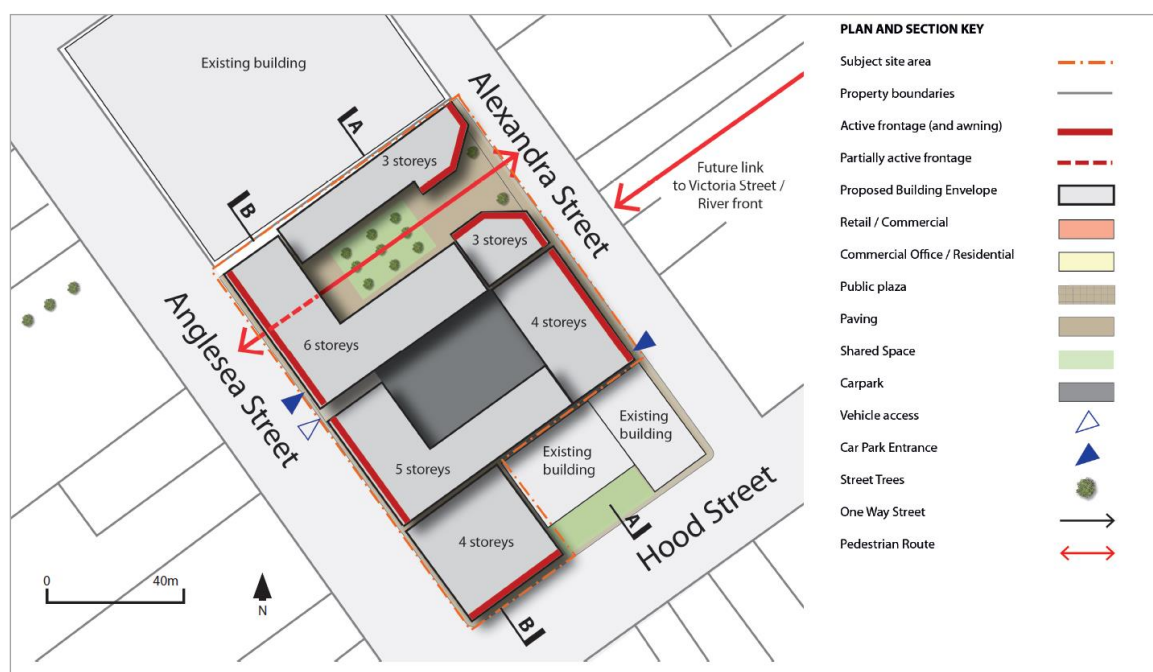 Existing building
A
3 storeys
Alexandra Street
B
Future link
to Victoria Street /
River front
3 storeys
4 storeys
6 storeys
Anglesea Street
Existing
building
Existing
building
5 storeys
4 storeys
A
Hood Street
B
0
40m
N
PLAN AND SECTION KEY
Subject site area
Property boundaries
Active frontage (and awning)
Partially active frontage
Proposed Building Envelope
Retail / Commercial
Commercial Office / Residential
Public plaza
Paving
Shared Space
Carpark
Vehicle access
Car Park Entrance
Street Trees
One Way Street
Pedestrian Route